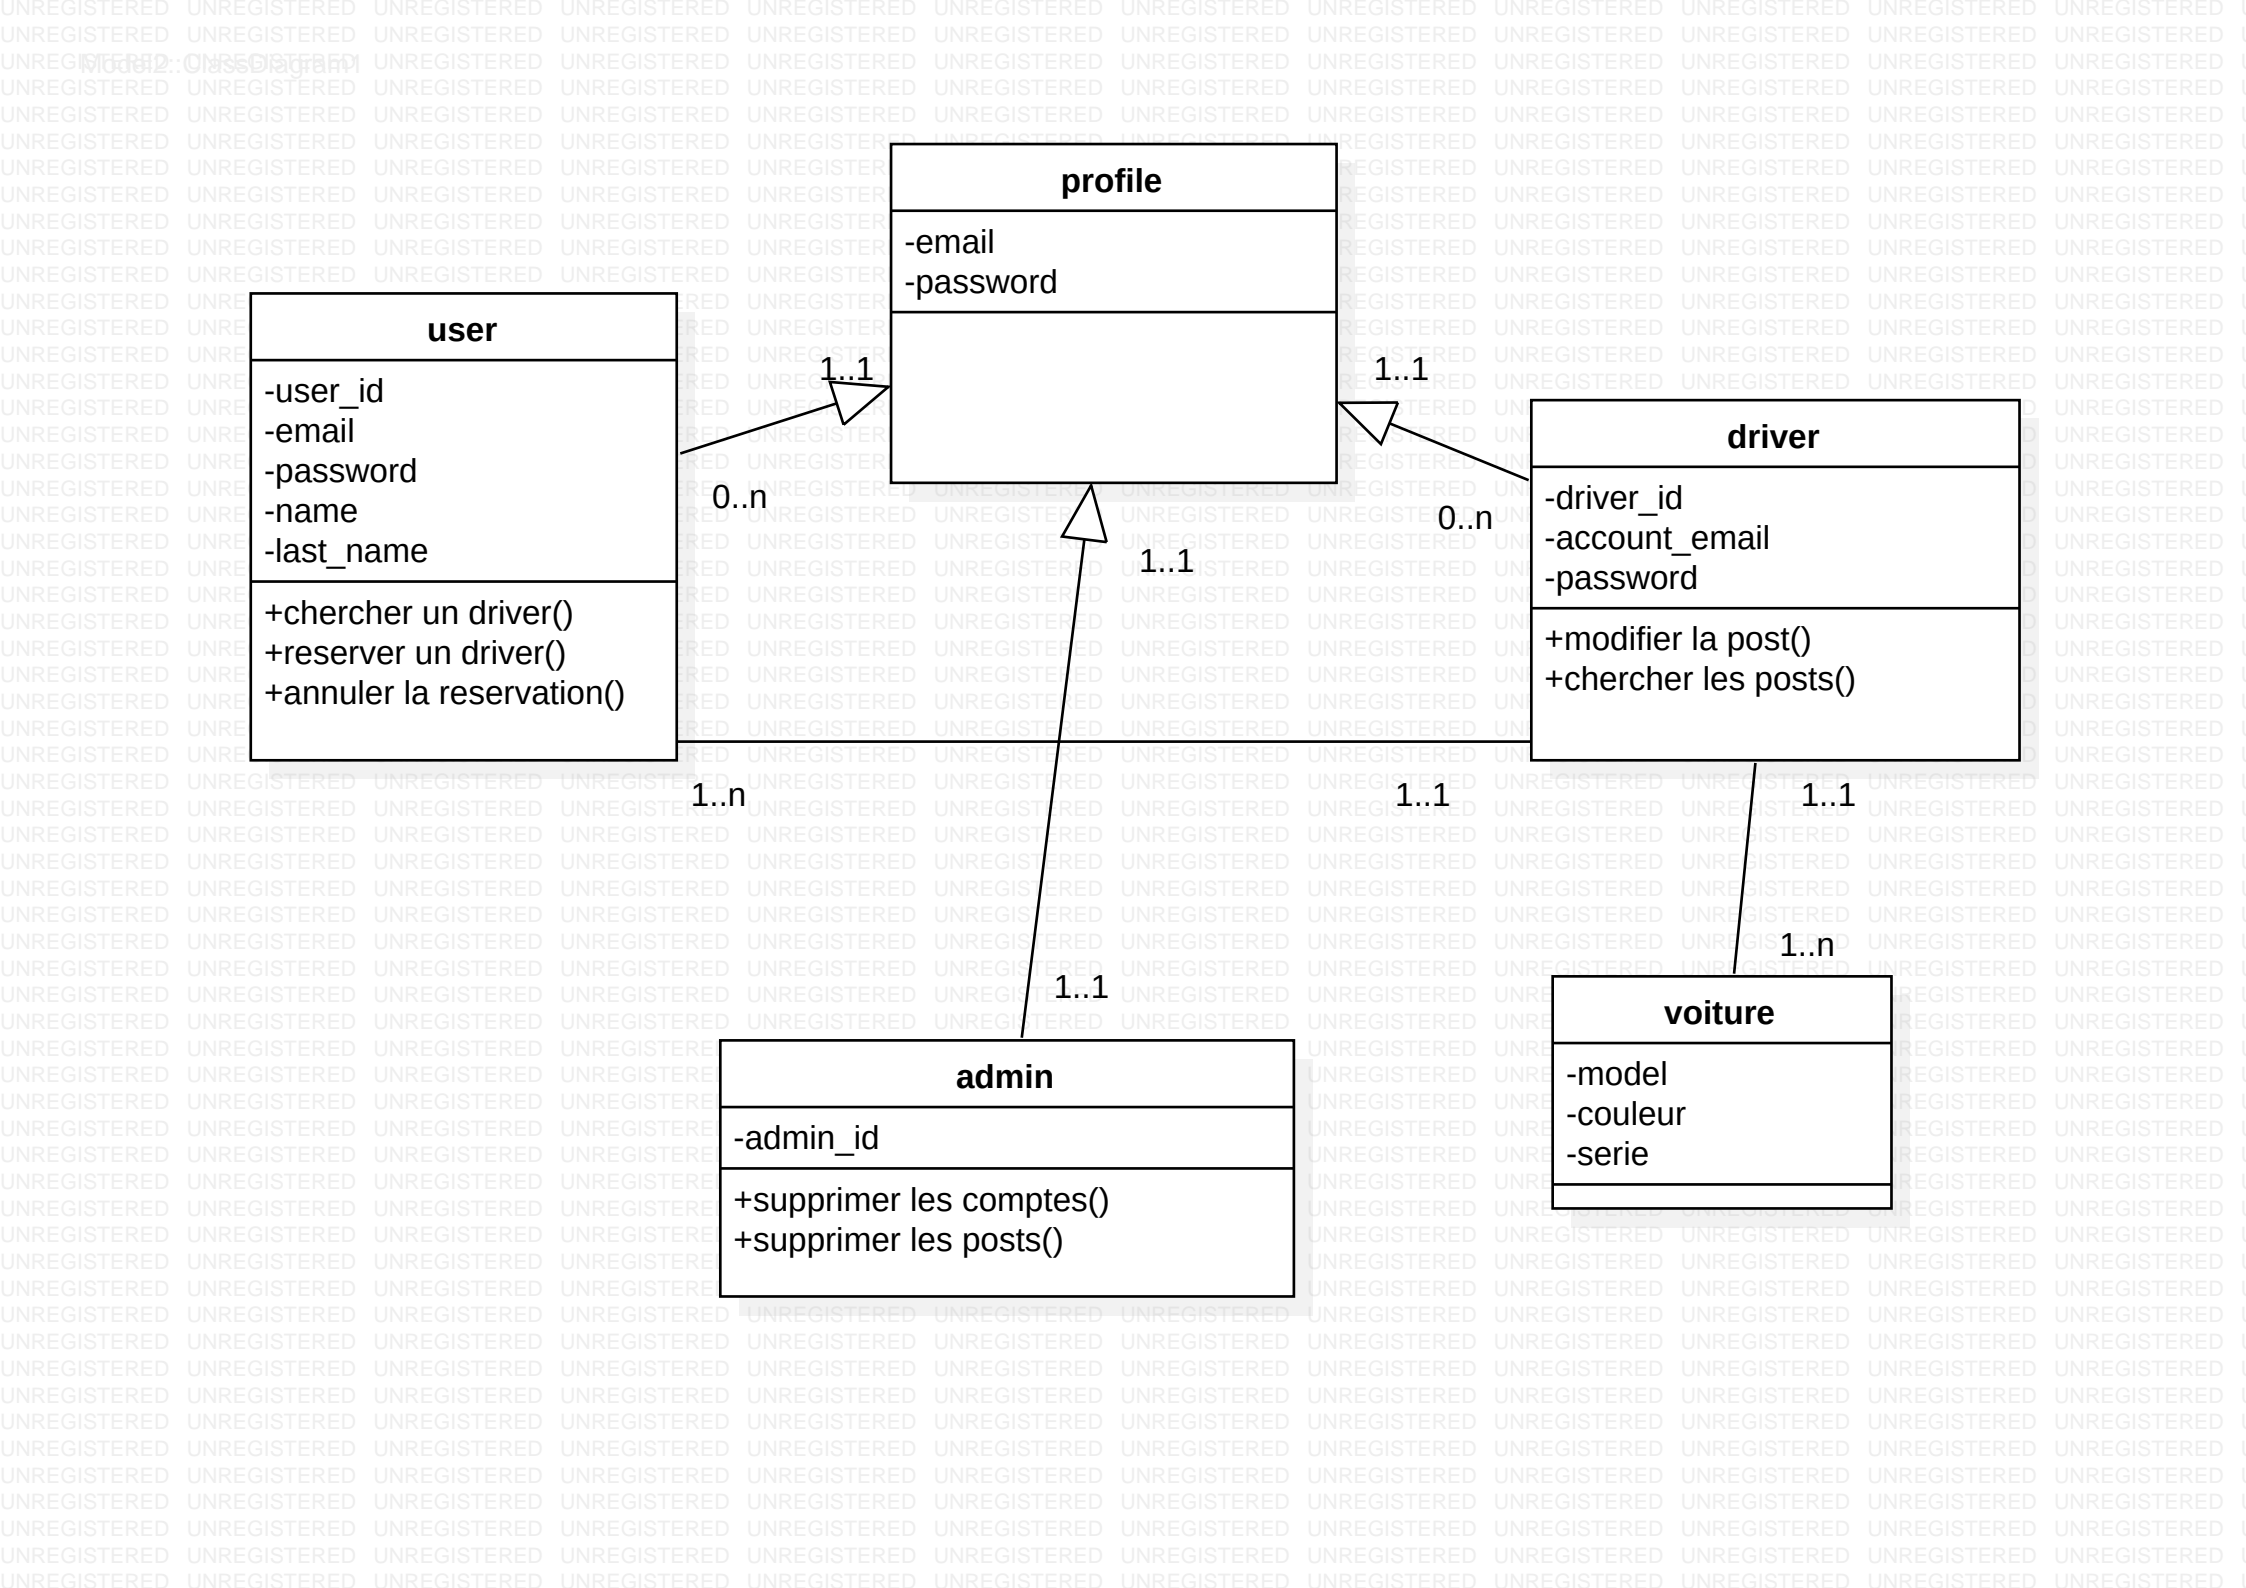 Model2::ClassDiagram1
profile
-email
-password
user
-user_id
-email
-password
-name
-last_name
+chercher un driver()
+reserver un driver()
+annuler la reservation()
1..1
0..n
1..1
0..n
driver
-driver_id
-account_email
-password
+modifier la post()
+chercher les posts()
1..1
1..n
1..1
1..1
1..n
1..1
admin
-admin_id
+supprimer les comptes()
+supprimer les posts()
voiture
-model
-couleur
-serie
UNREGISTERED